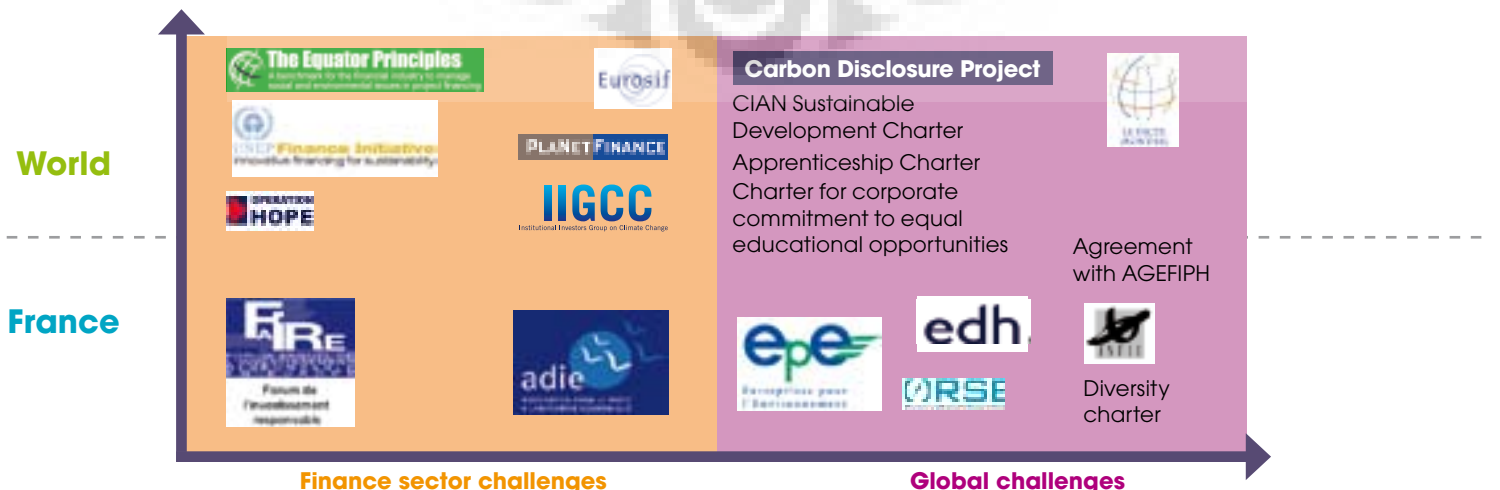 The Equator Principles
A benchmark for the financial industry to manage
social and environmental issues in project financing
Eurosif
UNEP Finance Initiative
Innovative financing for sustainability
PLANET FINANCE
OPERATION
HOPE
IIGCC
Institutional Investors Group on Climate Change
Carbon Disclosure Project
CIAN Sustainable
Development Charter
Apprenticeship Charter
Charter for corporate
commitment to equal
educational opportunities
LE PACTE
MONDIAL
World
France
FAIRE
Forum de
l'investissement
responsable
adie
epe
Entreprises pour
l'Environnement
edh
ORSE
Agreement
with AGEFIPH
Diversity
charter
Finance sector challenges
Global challenges